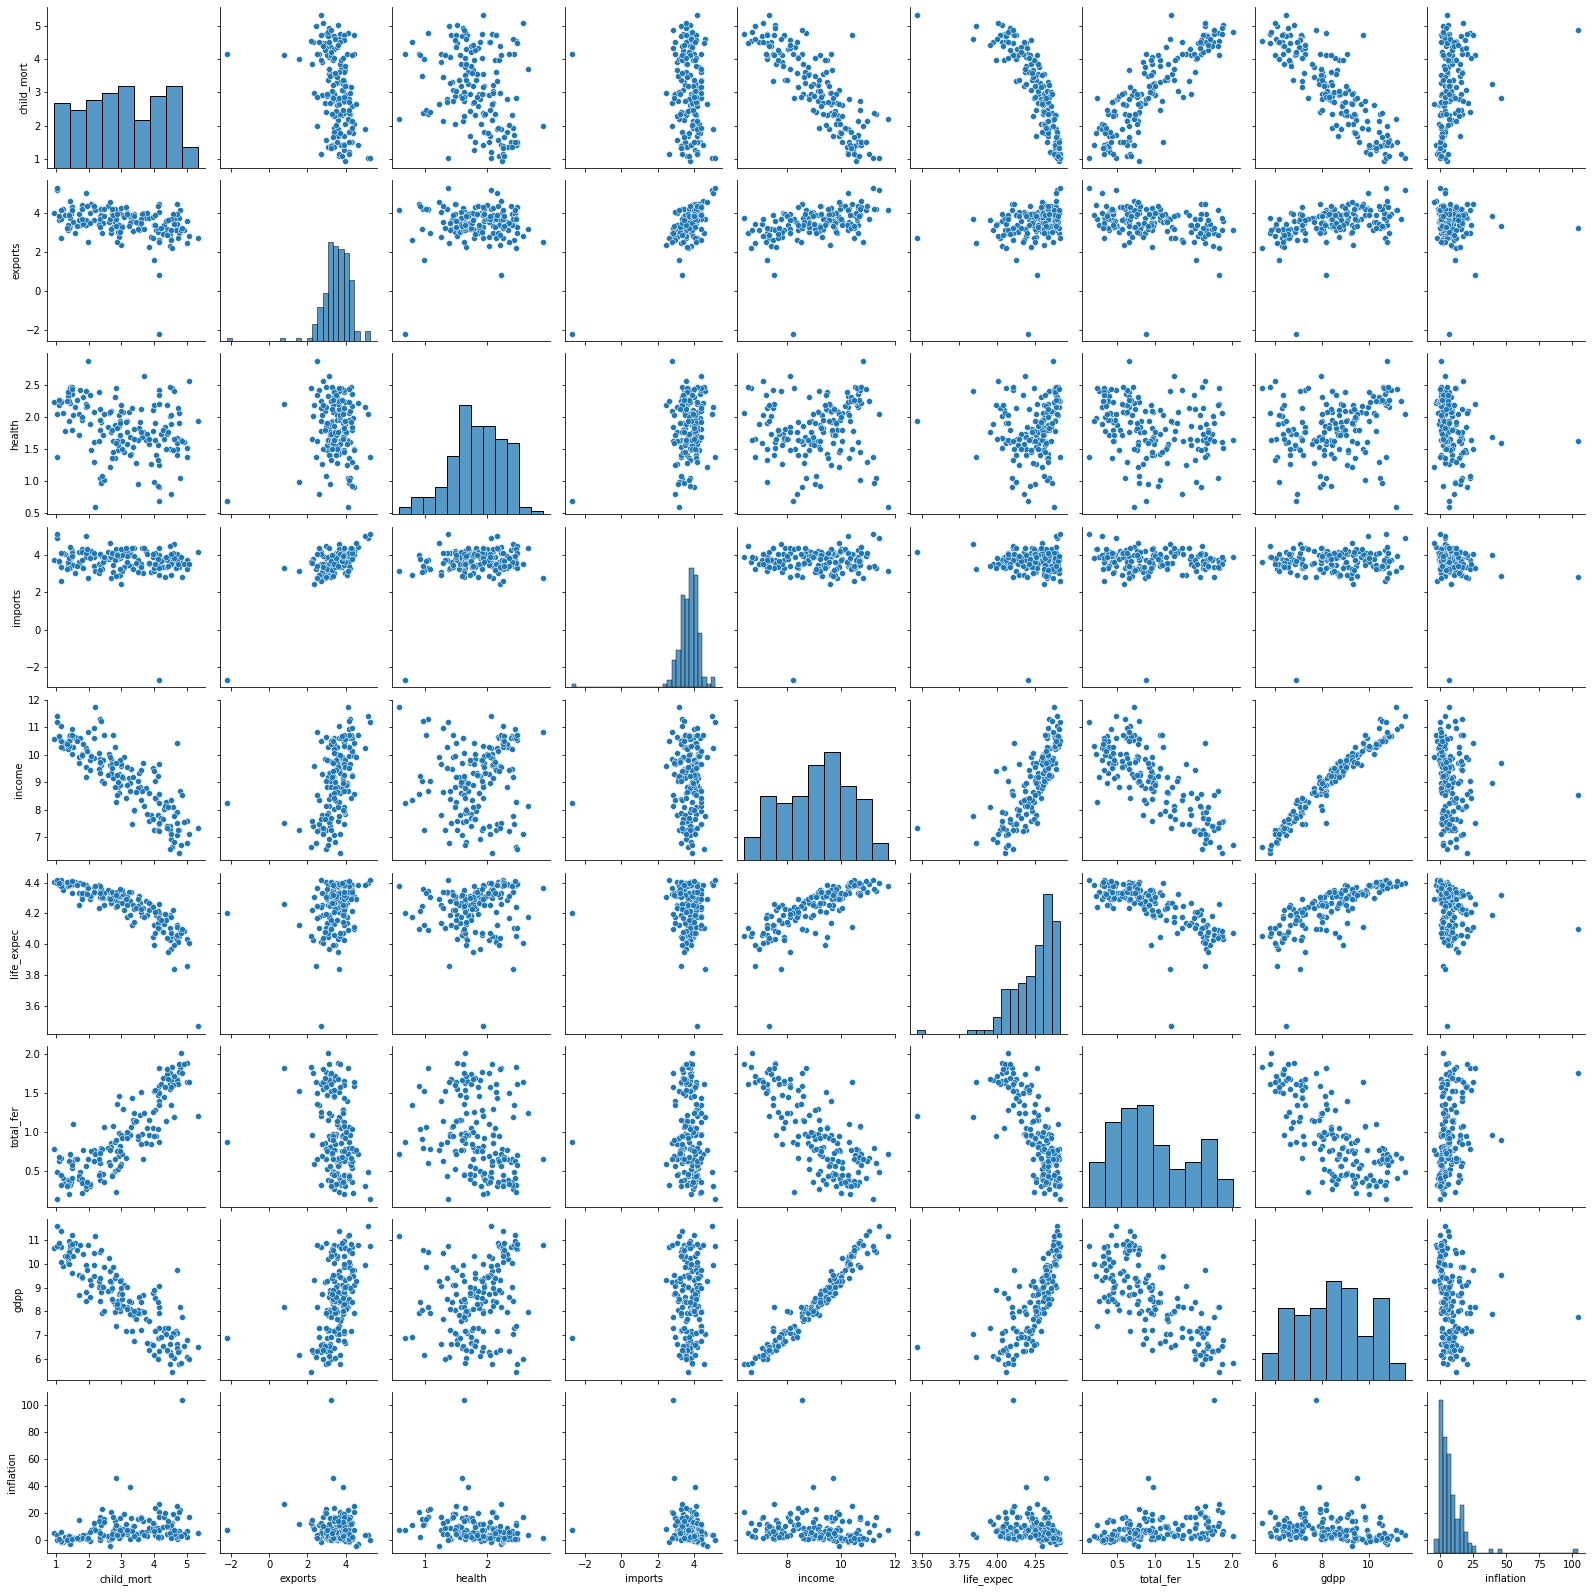 child_mort
5
4
3
2
1
exports
4
2
0
−2
health
2.5
2.0
1.5
1.0
0.5
imports
4
2
0
−2
income
12
11
10
9
8
7
life_expec
4.4
4.2
4.0
3.8
3.6
total_fer
2.0
1.5
1.0
0.5
gdpp
11
10
9
8
7
6
inflation
100
80
60
40
20
0
1 2 3 4 5
child_mort
−2 0 2 4
exports
1 2
health
−2 0 2 4
imports
8 10 12
income
3.50 3.75 4.00 4.25
life_expec
0.5 1.0 1.5 2.0
total_fer
6 8 10
gdpp
0 25 50 75 100
inflation